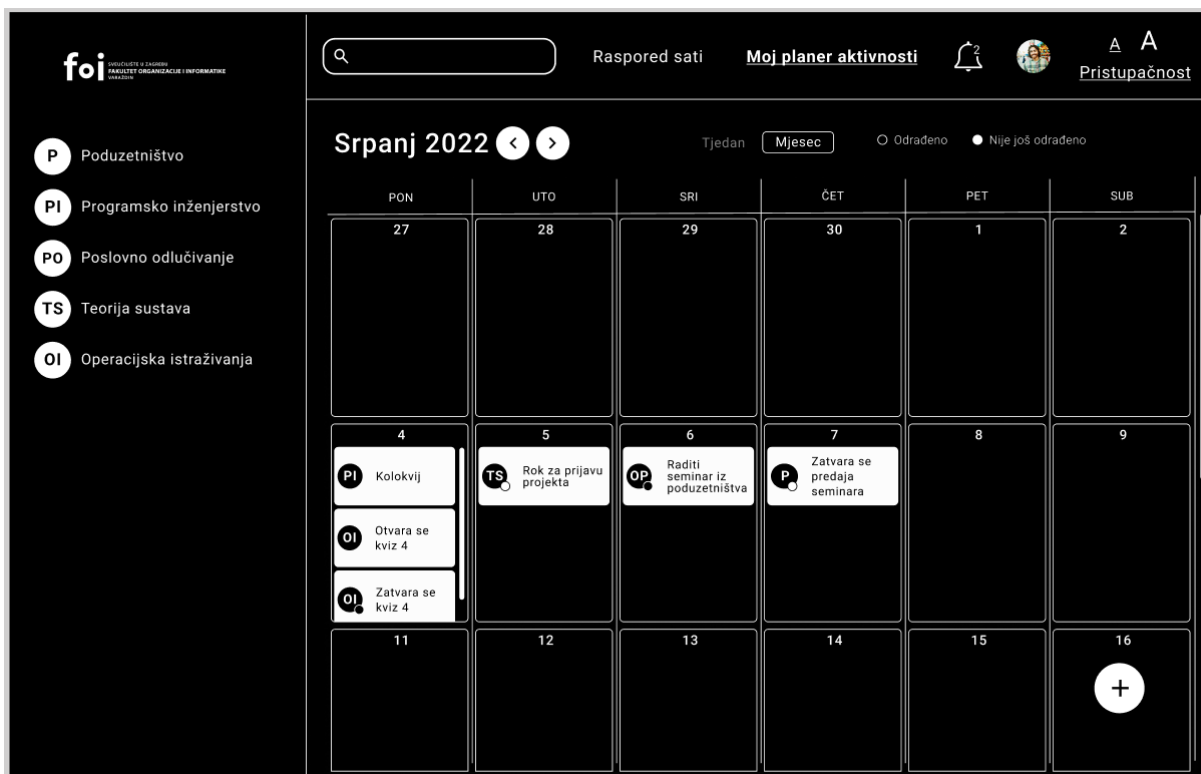 foi
SVEUČILIŠTE U ZAGREBU
FAKULTET ORGANIZACIJE I INFORMATIKE
VARAŽDIN
Raspored sati
Moj planer aktivnosti
2
A A
Pristupačnost
P Poduzetništvo
PI Programsko inženjerstvo
PO Poslovno odlučivanje
TS Teorija sustava
OI Operacijska istraživanja
Srpanj 2022 < >
Tjedan
Mjesec
Odrađeno
Nije još odrađeno
PON UTO SRI ČET PET SUB
27 28 29 30 1 2
4
PI Kolokvij
OI Otvara se
kviz 4
OI Zatvara se
kviz 4
5
TS Rok za prijavu
projekta
6
OP Raditi
seminar iz
poduzetništva
7
P Zatvara se
predaja
seminara
8
9
11 12 13 14 15 16
+